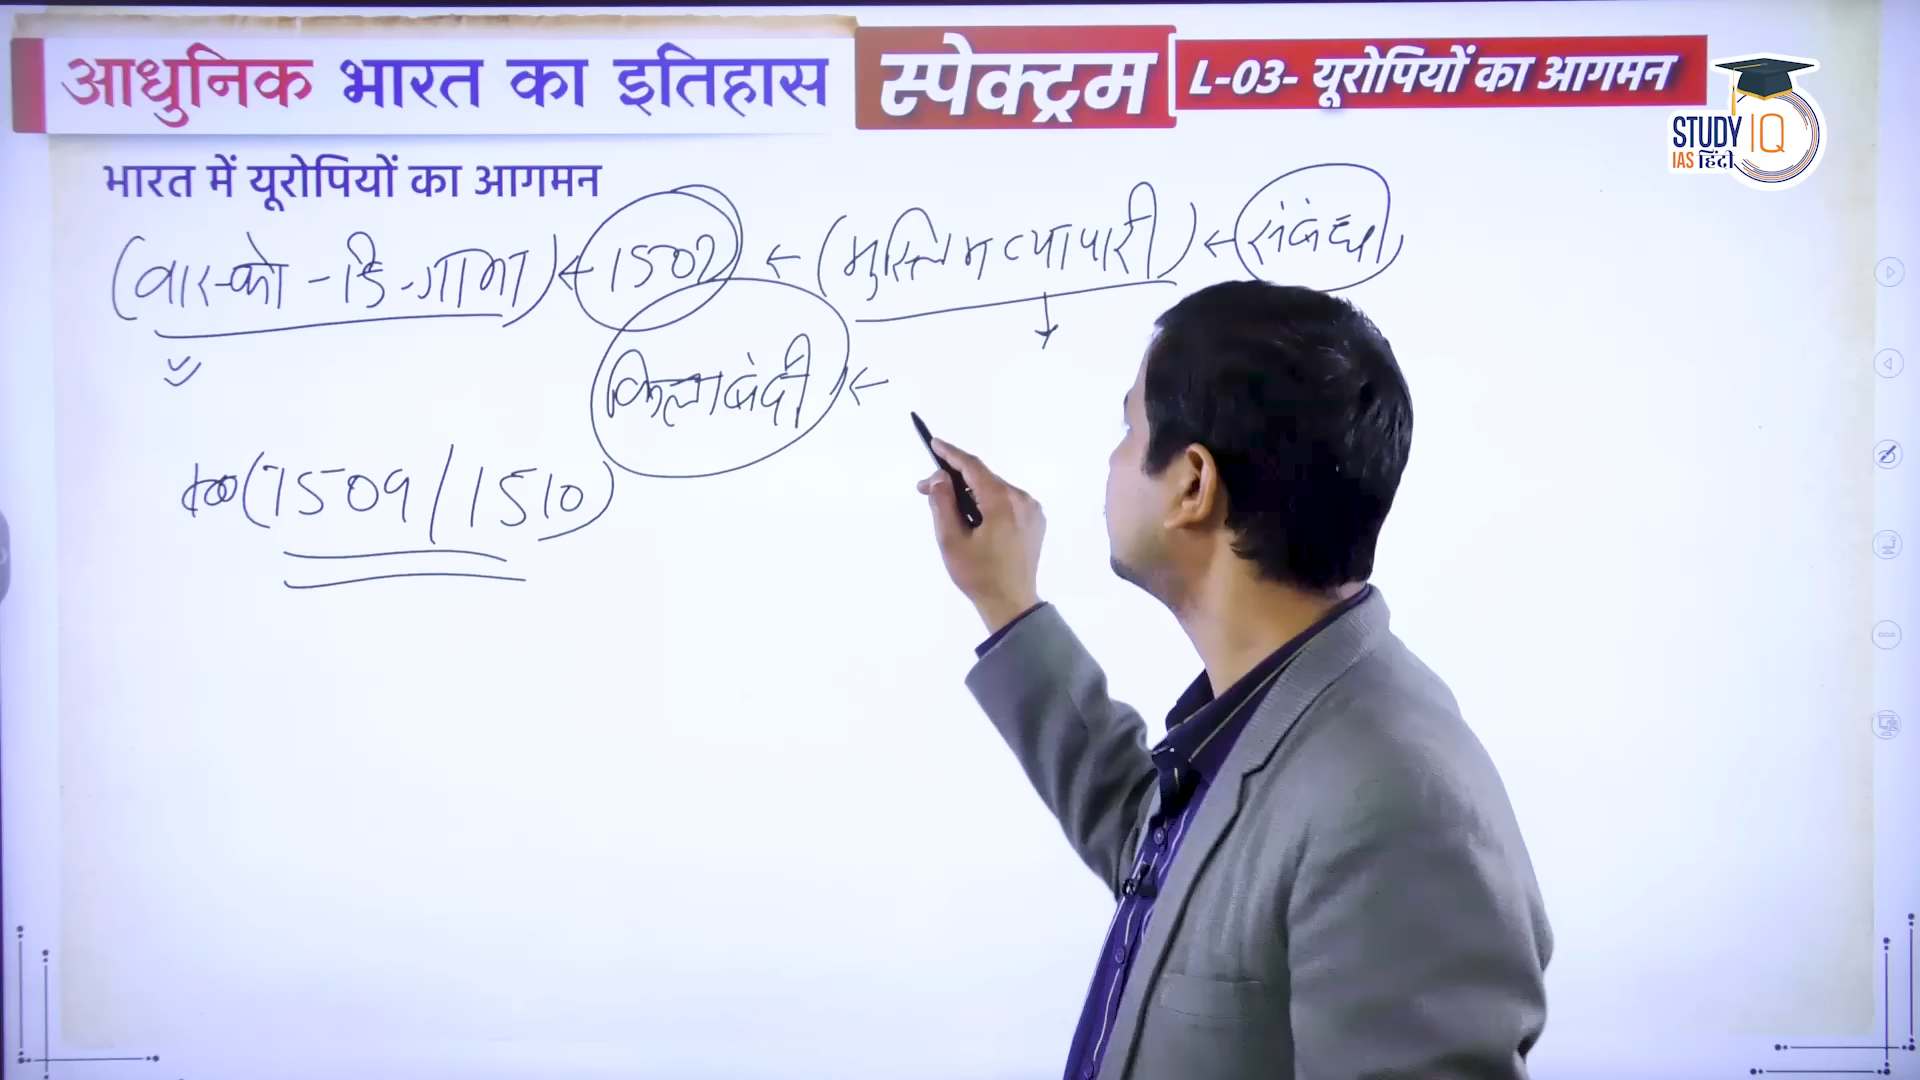 आधुनिक भारत का इतिहास स्पेक्ट्रम L-03- यूरोपियों का आगमन
STUDY IQ
IAS हिंदी
भारत में यूरोपियों का आगमन
(वास्को-डि-गामा) ← 1502 ← (मुस्लिम व्यापारी) ← संबंध
किलाबंदी ←
(1509/1510)